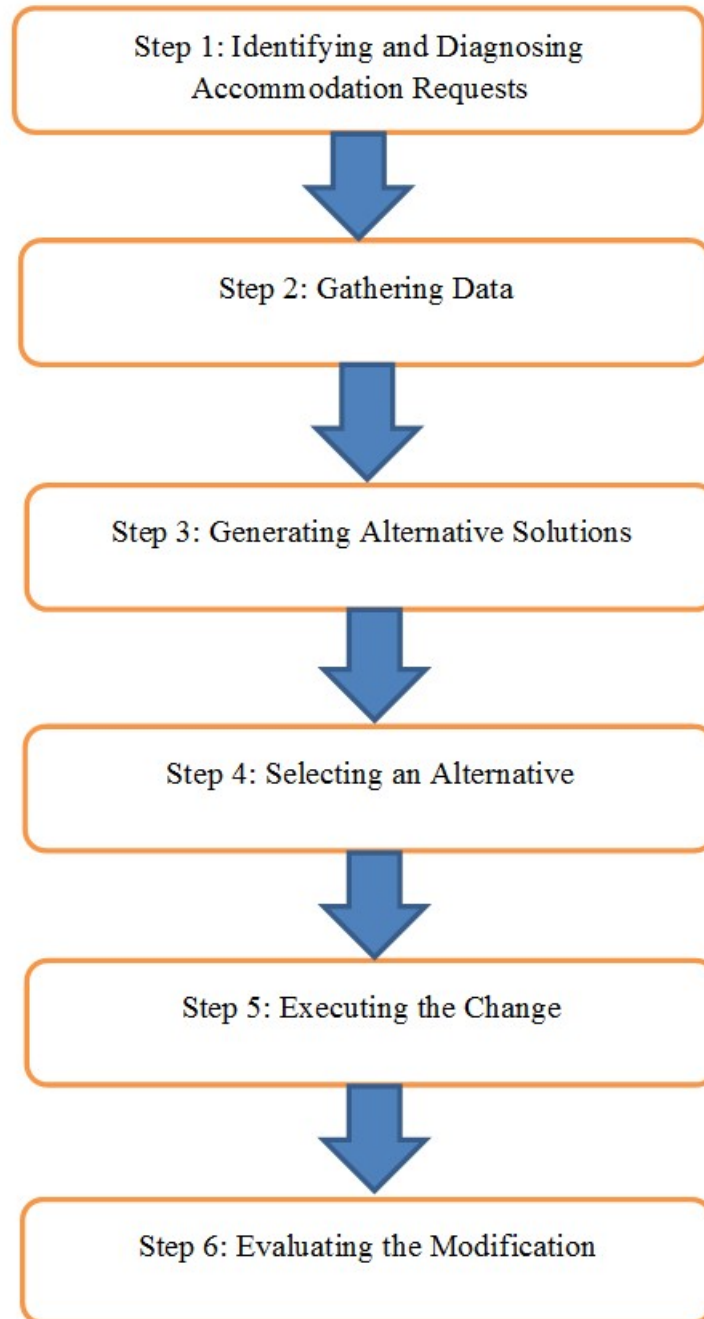 Step 1: Identifying and Diagnosing
Accommodation Requests
Step 2: Gathering Data
Step 3: Generating Alternative Solutions
Step 4: Selecting an Alternative
Step 5: Executing the Change
Step 6: Evaluating the Modification